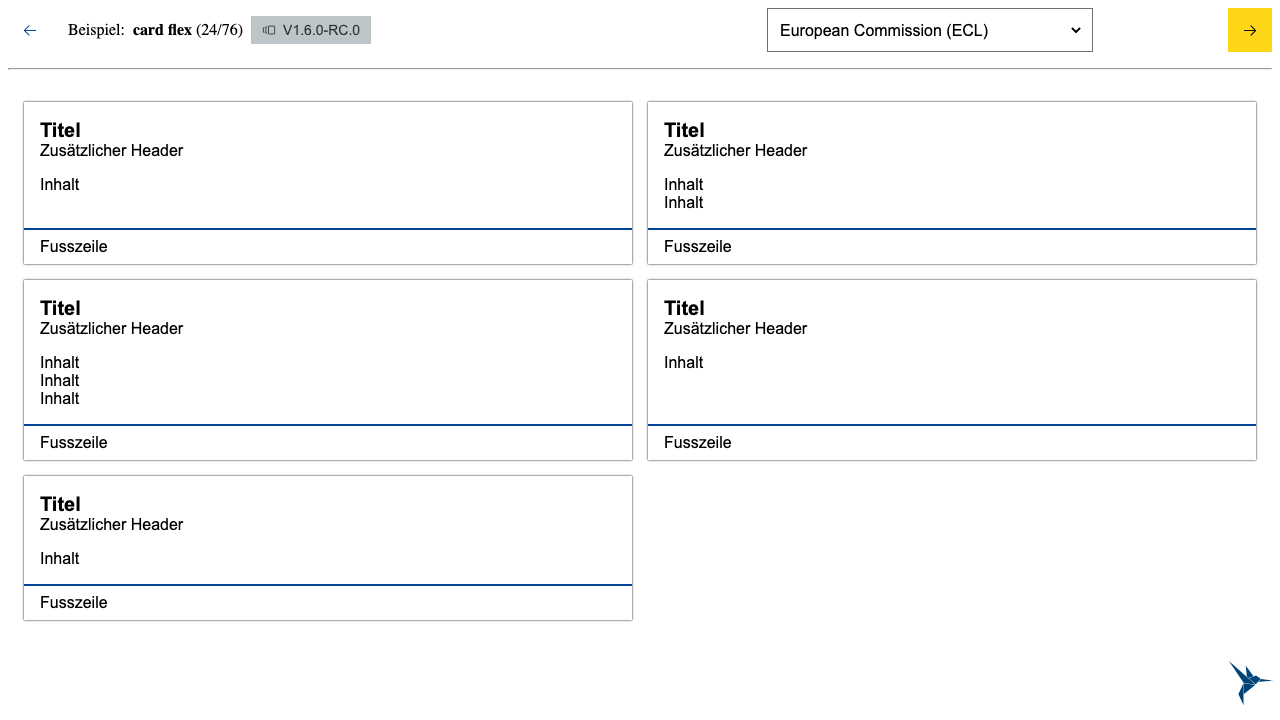 Beispiel: card flex (24/76) V1.6.0-RC.0 European Commission (ECL)
Titel
Zusätzlicher Header
Inhalt
Fusszeile
Titel
Zusätzlicher Header
Inhalt
Inhalt
Fusszeile
Titel
Zusätzlicher Header
Inhalt
Inhalt
Inhalt
Fusszeile
Titel
Zusätzlicher Header
Inhalt
Fusszeile
Titel
Zusätzlicher Header
Inhalt
Fusszeile